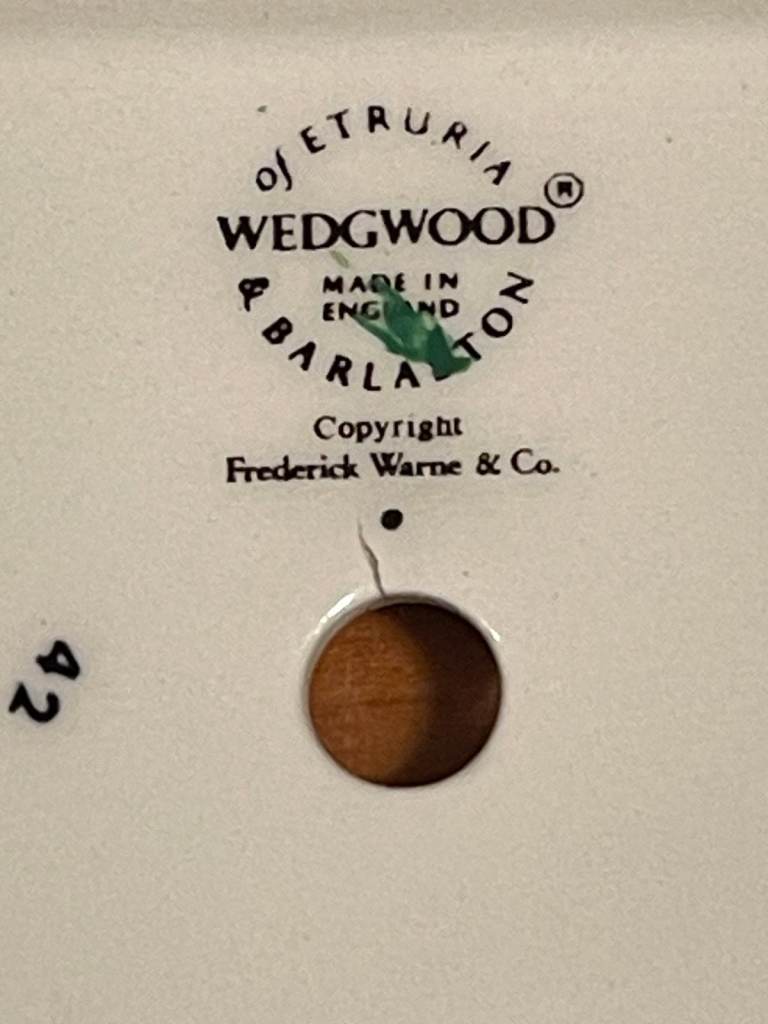 of ETRURIA
WEDGWOOD®
MADE IN
ENGLAND
& BARLASTON
Copyright
Frederick Warne & Co.
42